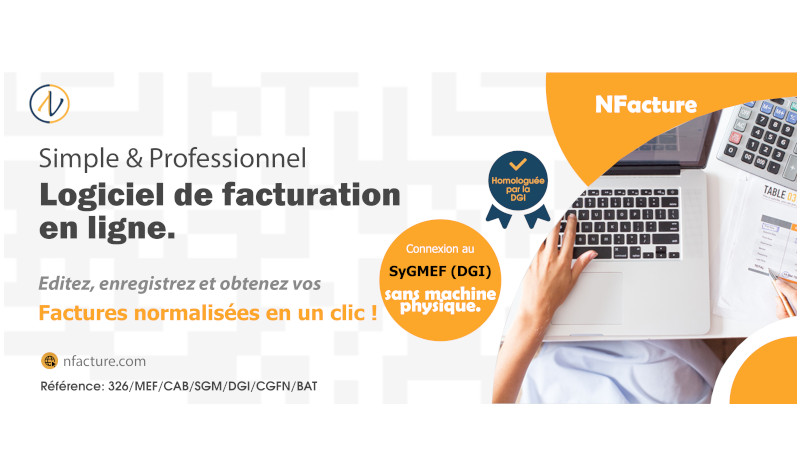 NFacture
Simple & Professionnel
Logiciel de facturation
en ligne.
Homologuée
par la
DGI
Connexion au
SyGMEF (DGI)
sans machine
physique.
Editez, enregistrez et obtenez vos
Factures normalisées en un clic !
nfacture.com
Référence: 326/MEF/CAB/SGM/DGI/CGFN/BAT
TABLE 03